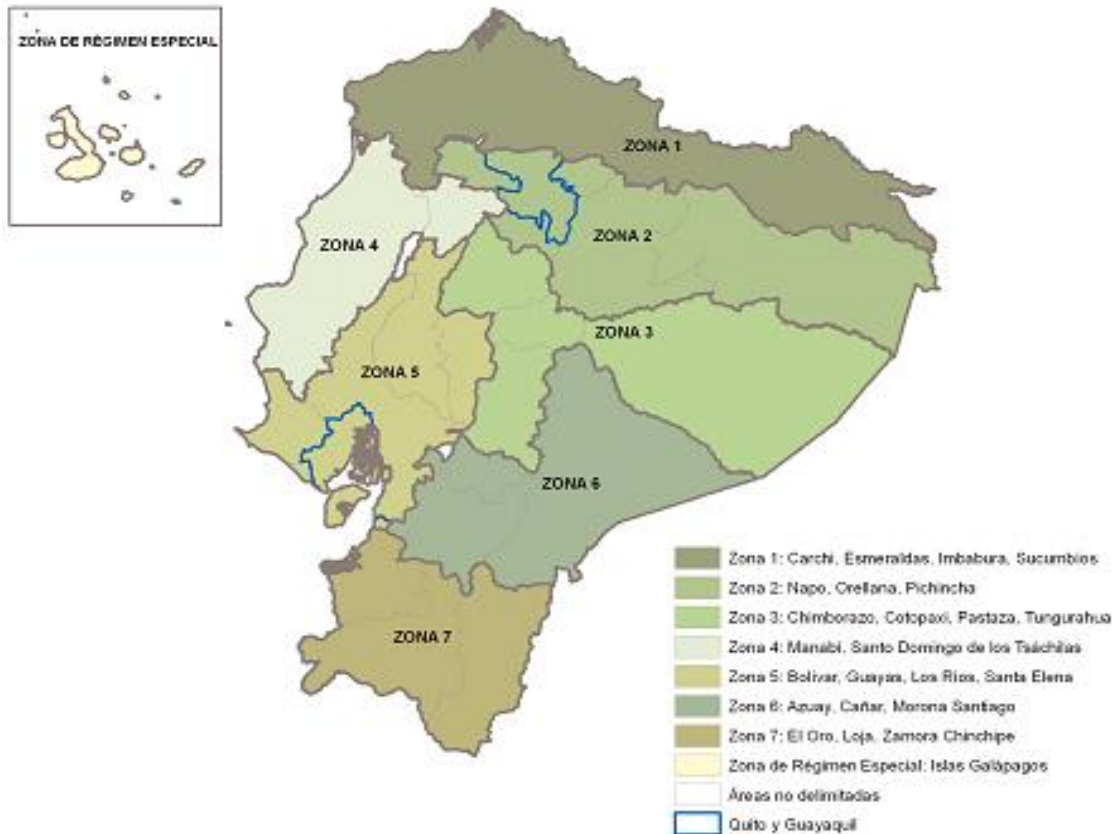 ZONA DE RÉGIMEN ESPECIAL
ZONA 1
ZONA 2
ZONA 4
ZONA 3
ZONA 5
ZONA 6
ZONA 7
Zona 1: Carchi, Esmeraldas, Imbabura, Sucumbios
Zona 2: Napo, Orellana, Pichincha
Zona 3: Chimborazo, Cotopaxi, Pastaza, Tungurahua
Zona 4: Manabí, Santo Domingo de los Tsáchilas
Zona 5: Bolívar, Guayas, Los Ríos, Santa Elena
Zona 6: Azuay, Cañar, Morona Santiago
Zona 7: El Oro, Loja, Zamora Chinchipe
Zona de Régimen Especial: Islas Galápagos
Áreas no delimitadas
Quito y Guayaquil